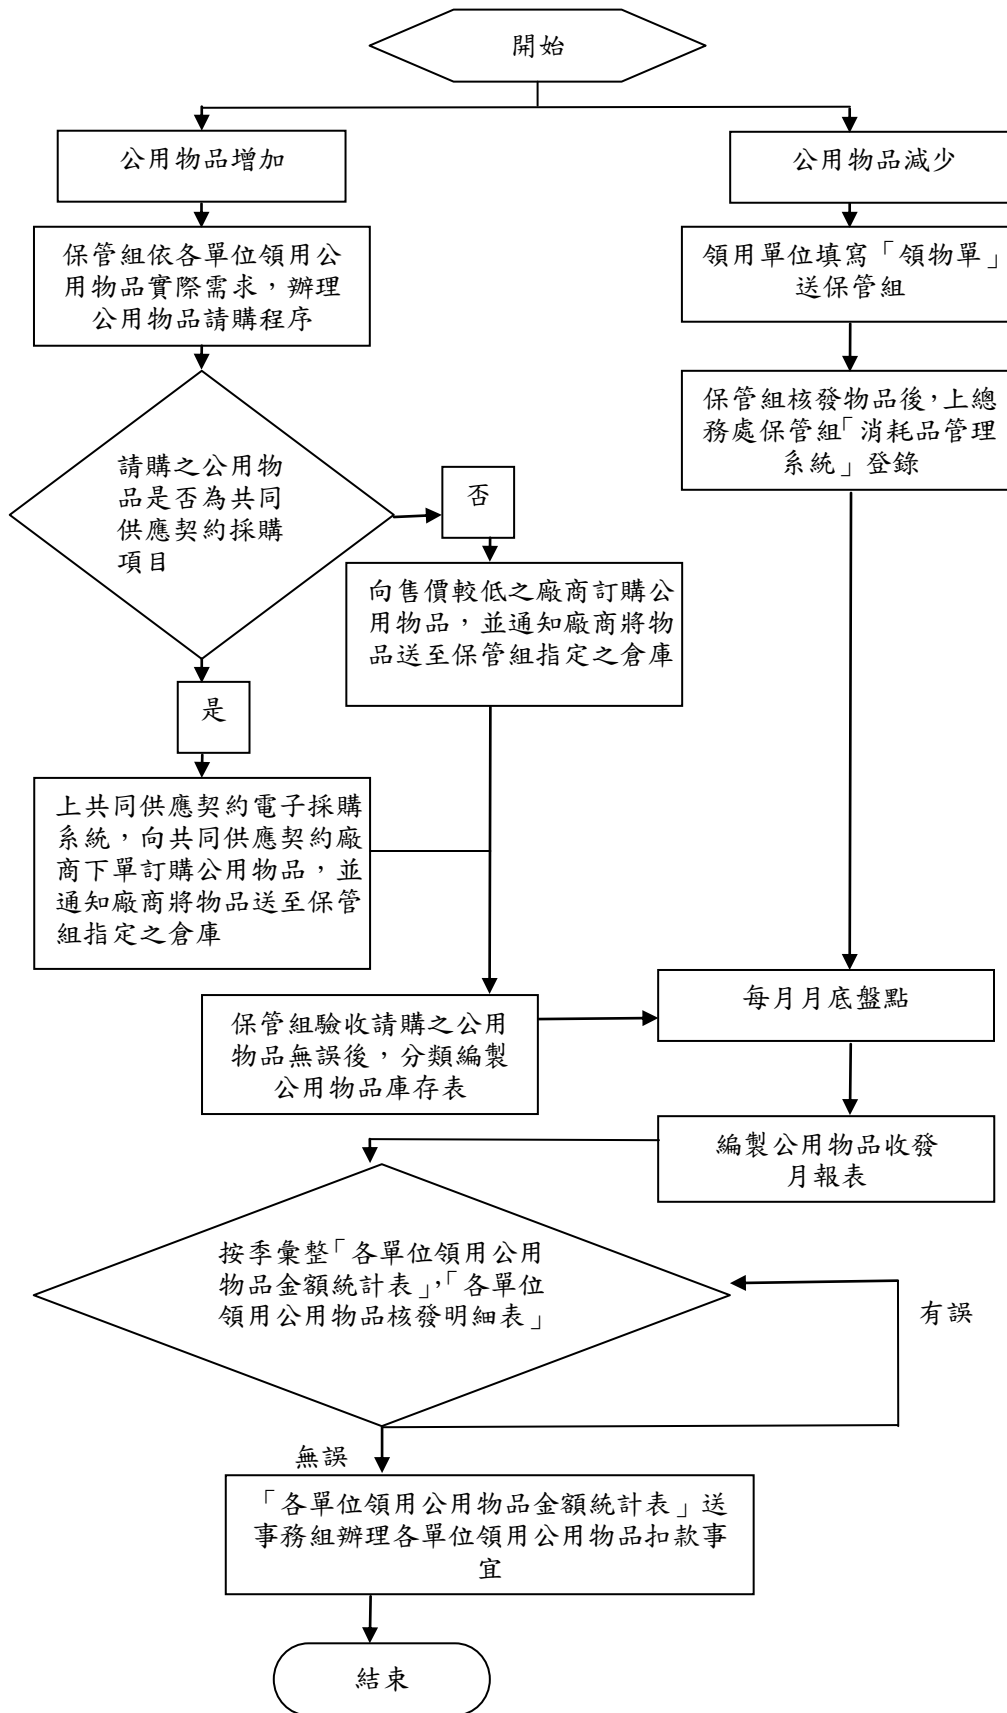 開始
公用物品增加
公用物品減少
保管組依各單位領用公
用物品實際需求，辦理
公用物品請購程序
領用單位填寫「領物單」
送保管組
請購之公用物
品是否為共同
供應契約採購
項目
否
保管組核發物品後，上總
務處保管組「消耗品管理
系統」登錄
向售價較低之廠商訂購公
用物品，並通知廠商將物
品送至保管組指定之倉庫
是
上共同供應契約電子採購
系統，向共同供應契約廠
商下單訂購公用物品，並
通知廠商將物品送至保管
組指定之倉庫
保管組驗收請購之公用
物品無誤後，分類編製
公用物品庫存表
每月月底盤點
編製公用物品收發
月報表
按季彙整「各單位領用公用
物品金額統計表」，「各單位
領用公用物品核發明細表」
有誤
無誤
「各單位領用公用物品金額統計表」送
事務組辦理各單位領用公用物品扣款事
宜
結束